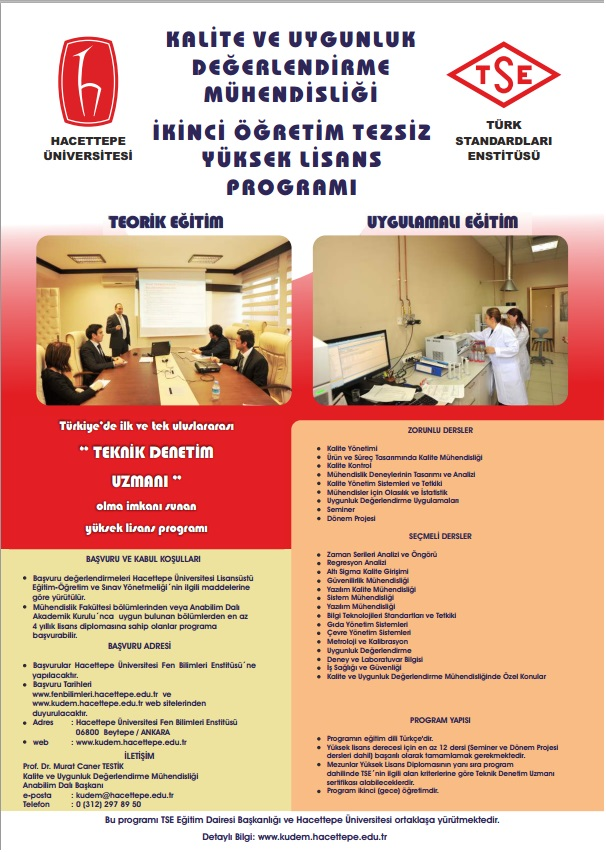 KALİTE VE UYGUNLUK
DEĞERLENDİRME
MÜHENDİSLİĞİ
İKİNCİ ÖĞRETİM TEZSİZ
YÜKSEK LİSANS
PROGRAMI
HACETTEPE
ÜNİVERSİTESİ
TSE
TÜRK
STANDARDLARI
ENSTİTÜSÜ
TEORİK EĞİTİM
UYGULAMALI EĞİTİM
Türkiye'de ilk ve tek uluslararası
" TEKNİK DENETİM
UZMANI "
olma imkanı sunan
yüksek lisans programı
BAŞVURU VE KABUL KOŞULLARI
• Başvuru değerlendirmeleri Hacettepe Üniversitesi Lisansüstü
Eğitim-Öğretim ve Sınav Yönetmeliği´nin ilgili maddelerine
göre yürütülür.
• Mühendislik Fakültesi bölümlerinden veya Anabilim Dalı
Akademik Kurulu´nca uygun bulunan bölümlerden en az
4 yıllık lisans diplomasına sahip olanlar programa
başvurabilir.
BAŞVURU ADRESİ
• Başvurular Hacettepe Üniversitesi Fen Bilimleri Enstitüsü´ne
yapılacaktır.
• Başvuru Tarihleri
www.fenbilimleri.hacettepe.edu.tr ve
www.kudem.hacettepe.edu.tr web sitelerinden
duyurulacaktır.
• Adres : Hacettepe Üniversitesi Fen Bilimleri Enstitüsü
06800 Beytepe / ANKARA
• web : www.kudem.hacettepe.edu.tr
İLETİŞİM
Prof. Dr. Murat Caner TESTİK
Kalite ve Uygunluk Değerlendirme Mühendisliği
Anabilim Dalı Başkanı
e-posta : kudem@hacettepe.edu.tr
Telefon : 0 (312) 297 89 50
ZORUNLU DERSLER
• Kalite Yönetimi
• Ürün ve Süreç Tasarımında Kalite Mühendisliği
• Kalite Kontrol
• Mühendislik Deneylerinin Tasarımı ve Analizi
• Kalite Yönetim Sistemleri ve Tetkiki
• Mühendisler için Olasılık ve İstatistik
• Uygunluk Değerlendirme Uygulamaları
• Seminer
• Dönem Projesi
SEÇMELİ DERSLER
• Zaman Serileri Analizi ve Öngörü
• Regresyon Analizi
• Altı Sigma Kalite Girişimi
• Güvenilirlik Mühendisliği
• Yazılım Kalite Mühendisliği
• Sistem Mühendisliği
• Yazılım Mühendisliği
• Bilgi Teknolojileri Standartları ve Tetkiki
• Gıda Yönetim Sistemleri
• Çevre Yönetim Sistemleri
• Metroloji ve Kalibrasyon
• Uygunluk Değerlendirme
• Deney ve Laboratuvar Bilgisi
• İş Sağlığı ve Güvenliği
• Kalite ve Uygunluk Değerlendirme Mühendisliğinde Özel Konular
PROGRAM YAPISI
• Programın eğitim dili Türkçe'dir.
• Yüksek lisans derecesi için en az 12 dersi (Seminer ve Dönem Projesi
dersleri dahil) başarılı olarak tamamlamak gerekmektedir.
• Mezunlar Yüksek Lisans Diplomasının yanı sıra program
dahilinde TSE´nin ilgili alan kriterlerine göre Teknik Denetim Uzmanı
sertifikası alabileceklerdir.
• Program ikinci (gece) öğretimdir.
Bu programı TSE Eğitim Dairesi Başkanlığı ve Hacettepe Üniversitesi ortaklaşa yürütmektedir.
Detaylı Bilgi: www.kudem.hacettepe.edu.tr